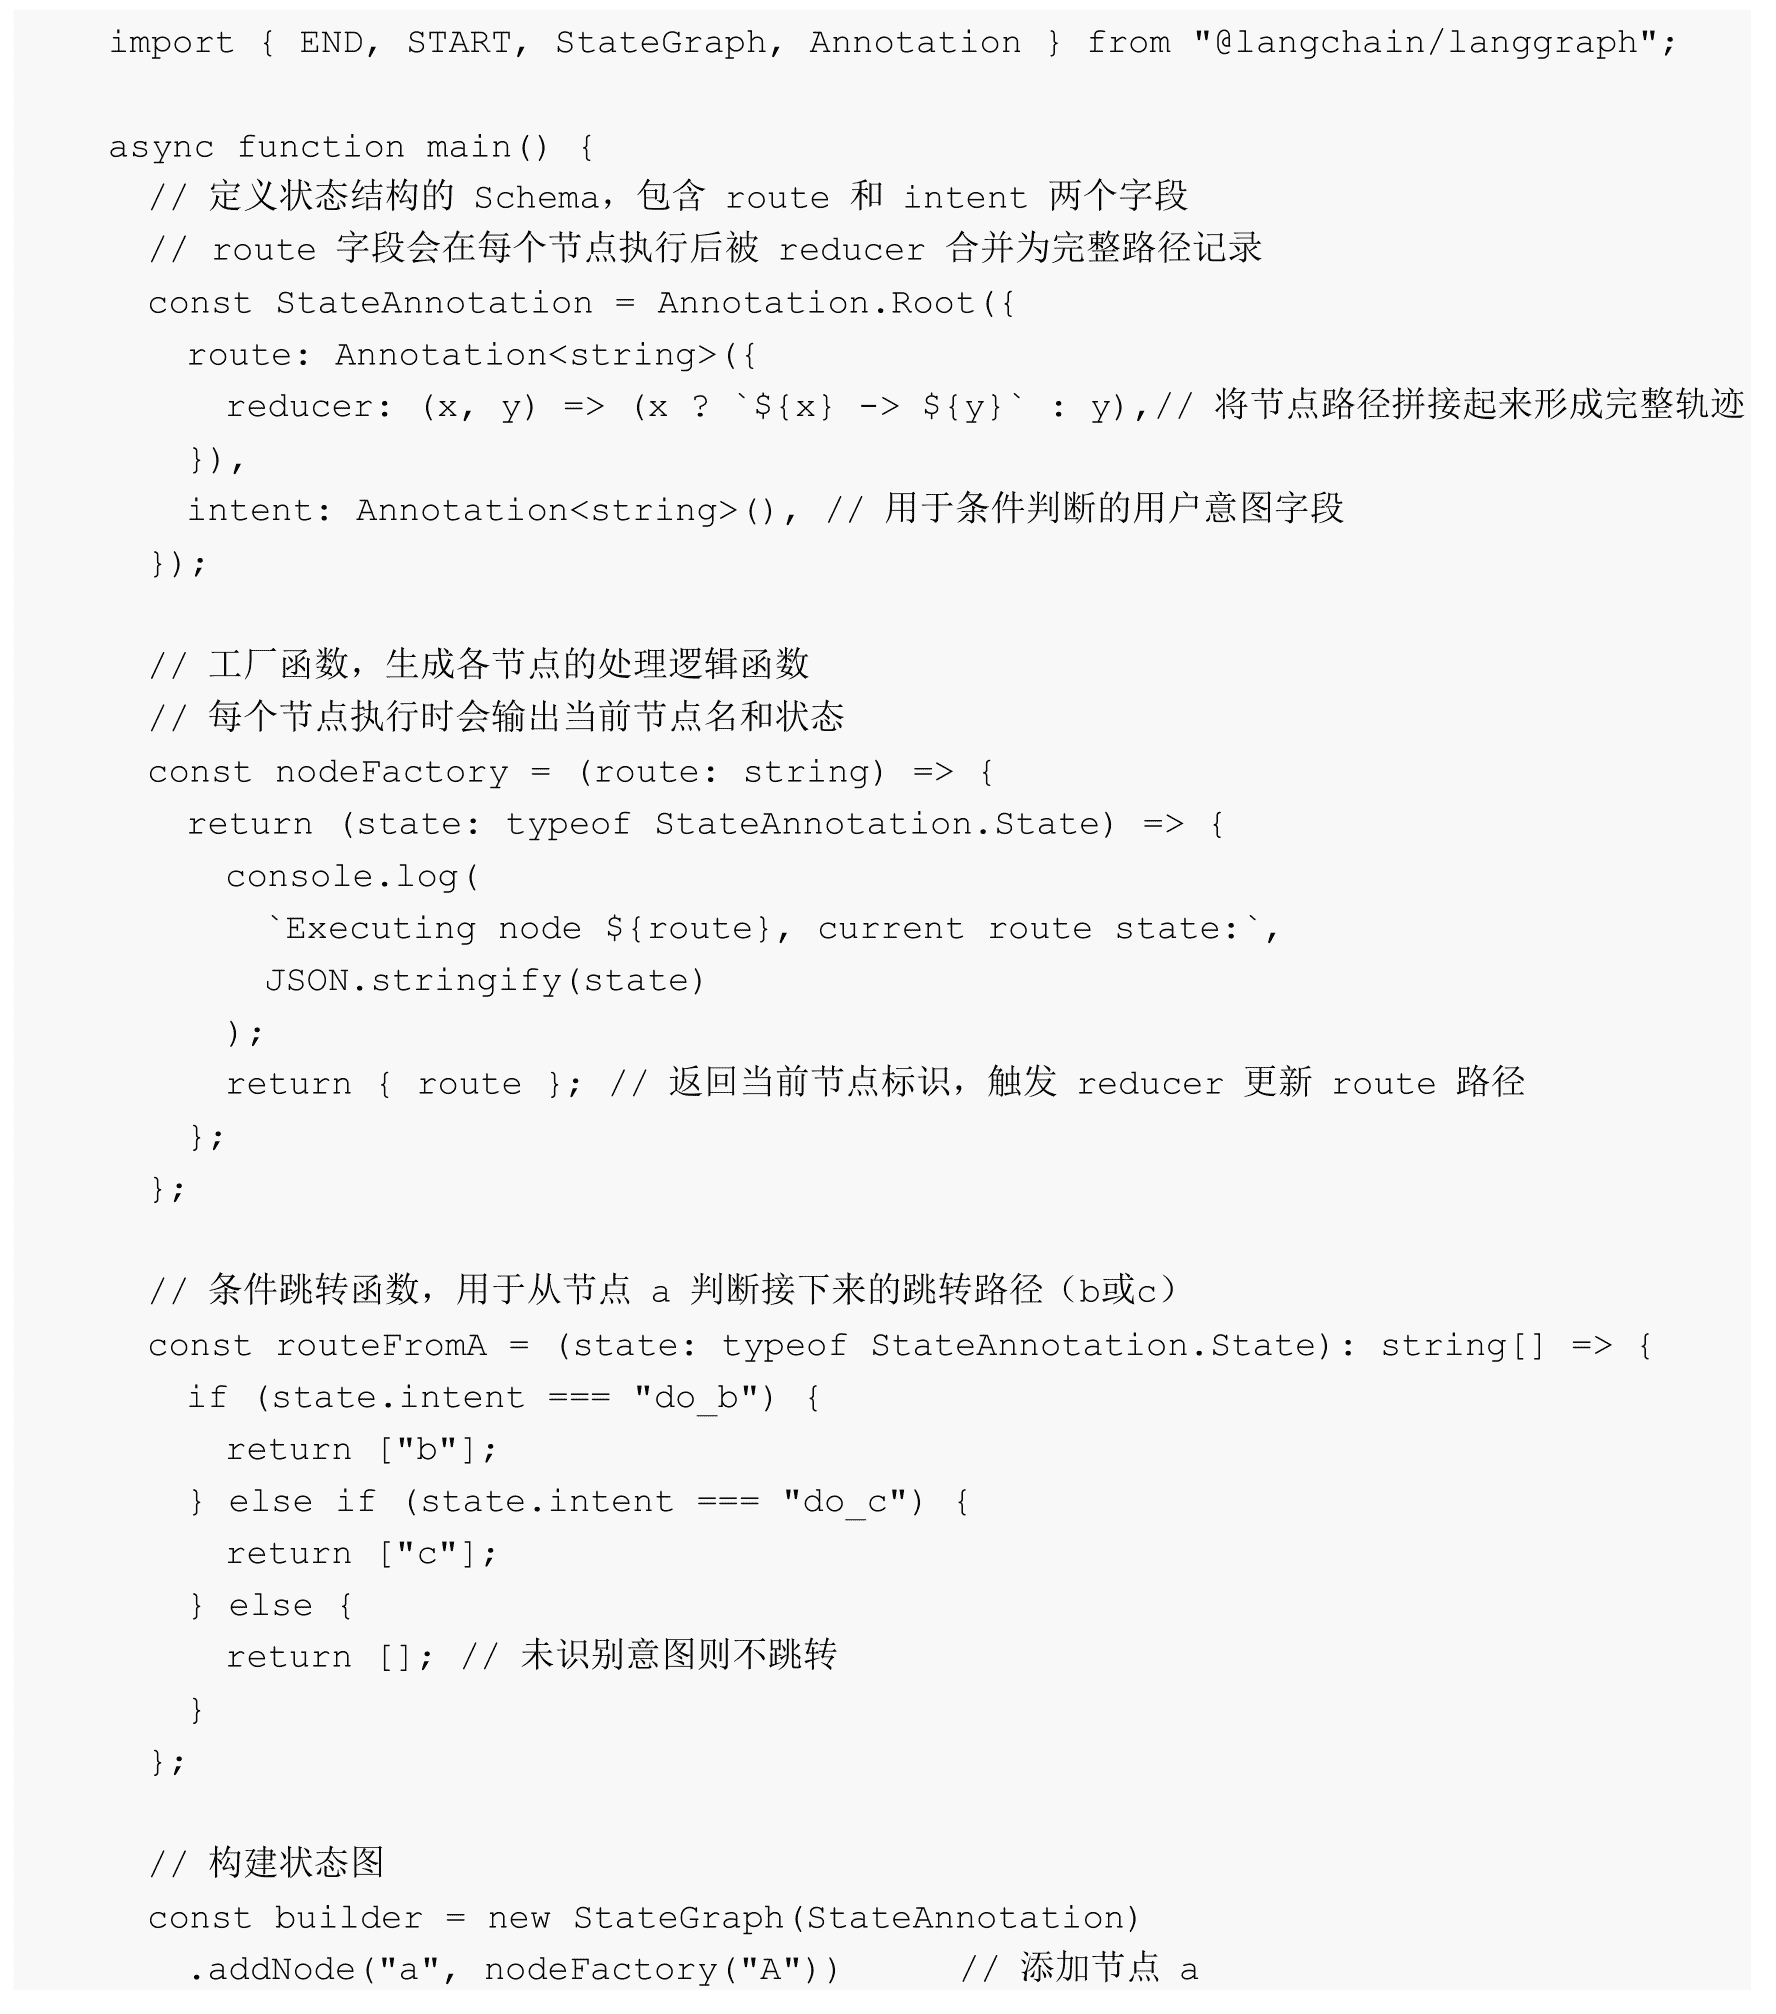 import { END, START, StateGraph, Annotation } from "@langchain/langgraph";

async function main() {
  // 定义状态结构的 Schema，包含 route 和 intent 两个字段
  // route 字段会在每个节点执行后被 reducer 合并为完整路径记录
  const StateAnnotation = Annotation.Root({
    route: Annotation<string>({
      reducer: (x, y) => (x ? `${x} -> ${y}` : y),// 将节点路径拼接起来形成完整轨迹
    }),
    intent: Annotation<string>(), // 用于条件判断的用户意图字段
  });

  // 工厂函数，生成各节点的处理逻辑函数
  // 每个节点执行时会输出当前节点名和状态
  const nodeFactory = (route: string) => {
    return (state: typeof StateAnnotation.State) => {
      console.log(
        `Executing node ${route}, current route state:`,
        JSON.stringify(state)
      );
      return { route }; // 返回当前节点标识，触发 reducer 更新 route 路径
    };
  };

  // 条件跳转函数，用于从节点 a 判断接下来的跳转路径（b或c）
  const routeFromA = (state: typeof StateAnnotation.State): string[] => {
    if (state.intent === "do_b") {
      return ["b"];
    } else if (state.intent === "do_c") {
      return ["c"];
    } else {
      return []; // 未识别意图则不跳转
    }
  };

  // 构建状态图
  const builder = new StateGraph(StateAnnotation)
    .addNode("a", nodeFactory("A"))      // 添加节点 a